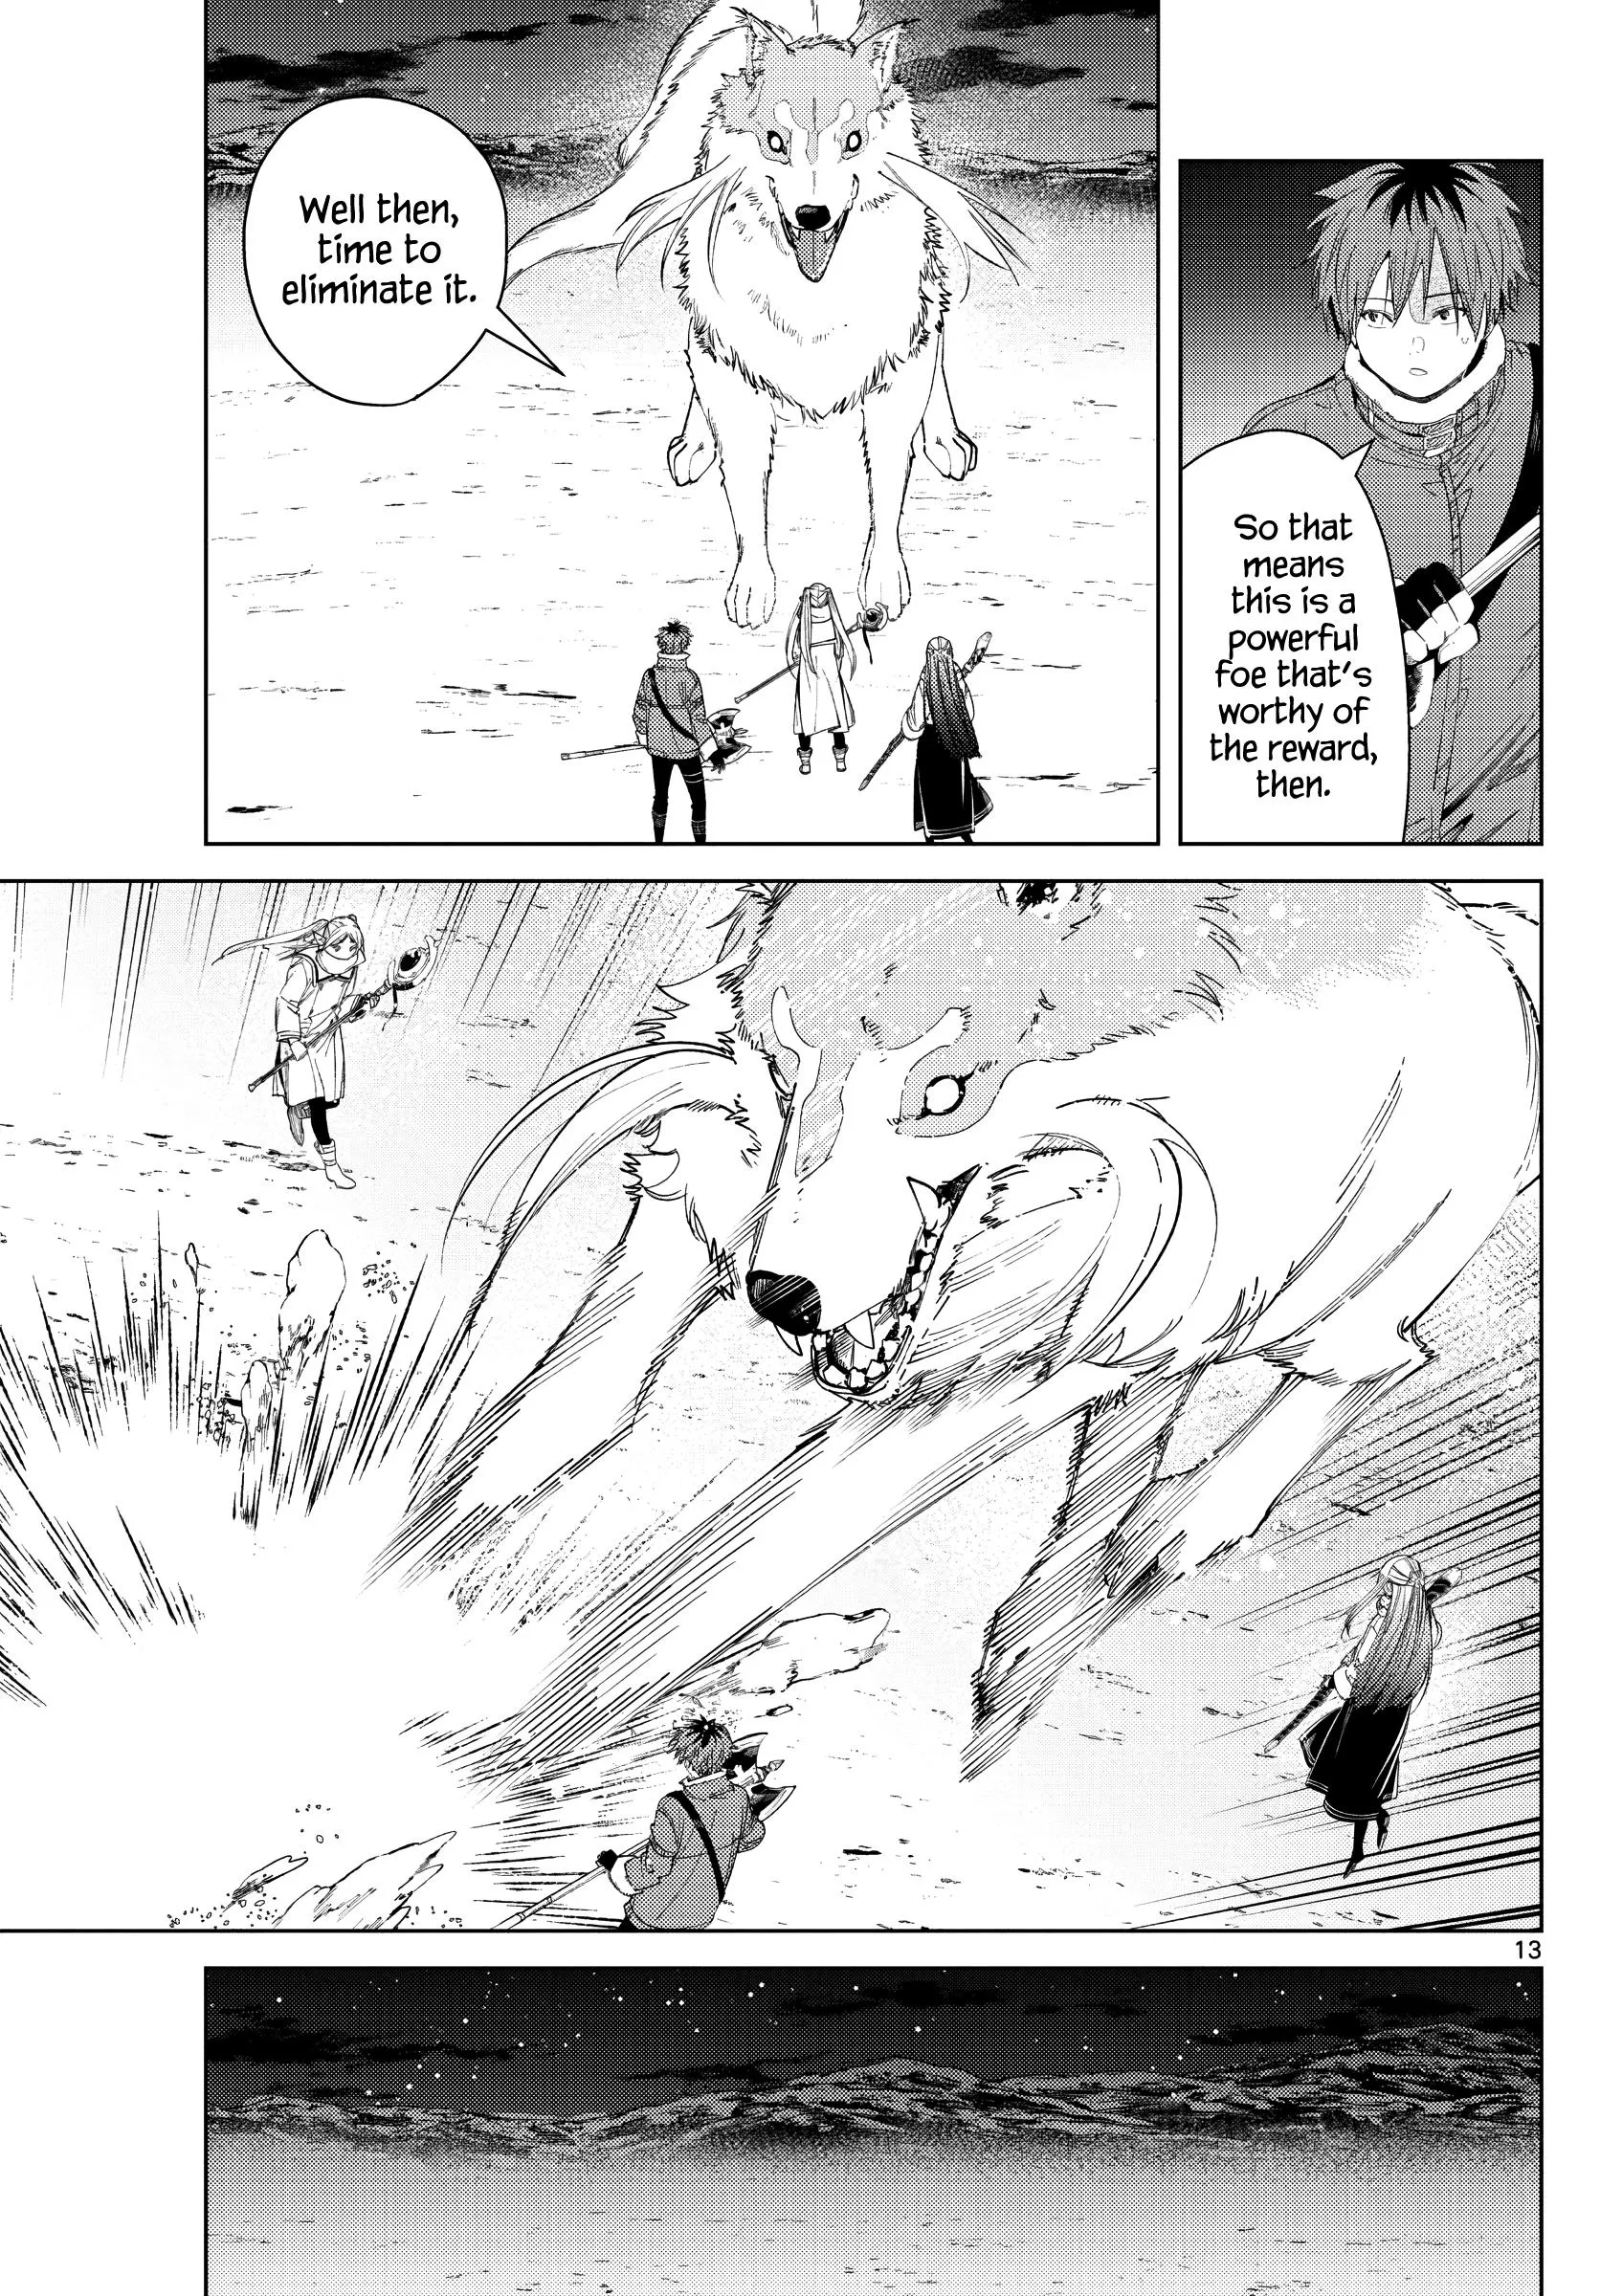 So that
means
this is a
powerful
foe that's
worthy of
the reward,
then.
Well then,
time to
eliminate it.
13